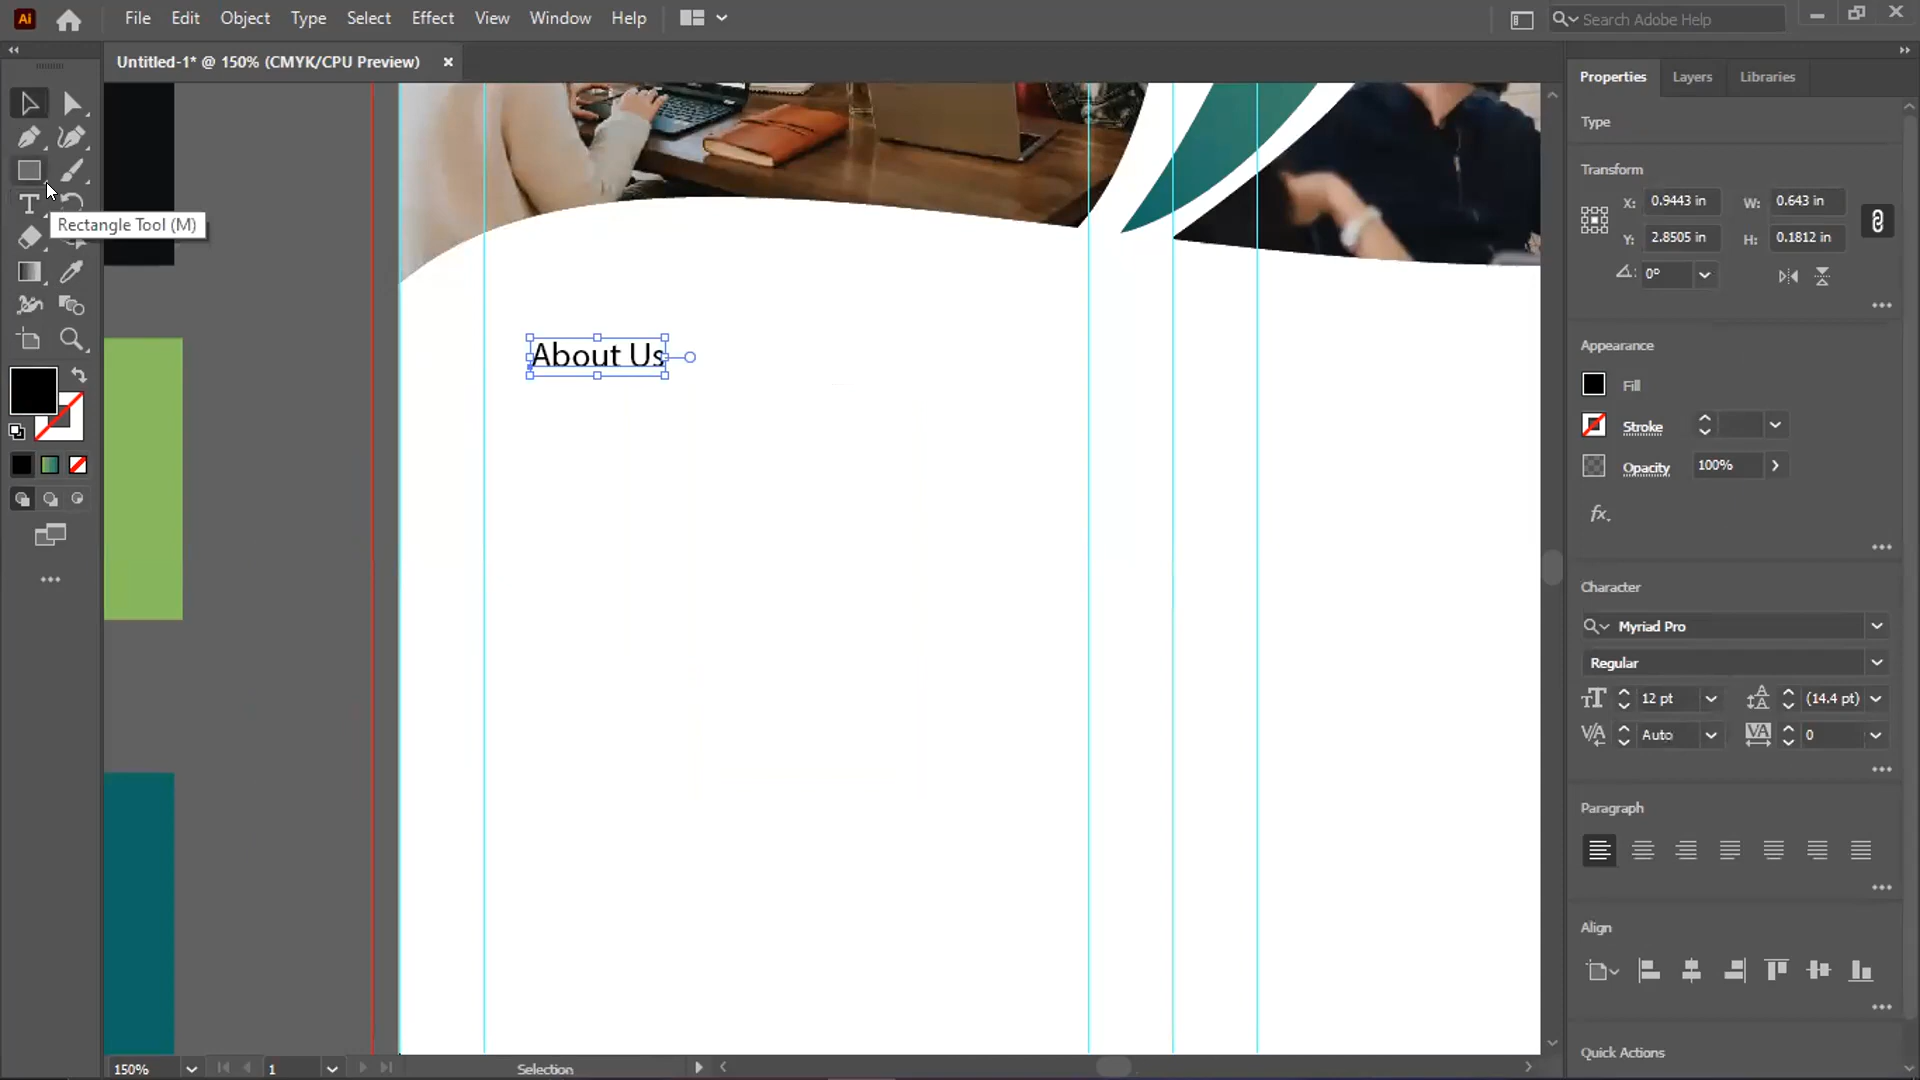 Ai File Edit Object Type Select Effect View Window Help Search Adobe Help
Untitled-1* @ 150% (CMYK/CPU Preview) ×
Properties Layers Libraries
Type
Transform
X: 0.9443 in W: 0.643 in
Y: 2.8505 in H: 0.1812 in
0°
Rectangle Tool (M)
About Us
Appearance
Fill
Stroke
Opacity 100%
fx.
Character
Myriad Pro
Regular
12 pt (14.4 pt)
Auto 0
Paragraph
Align
Quick Actions
150% 1 Selection